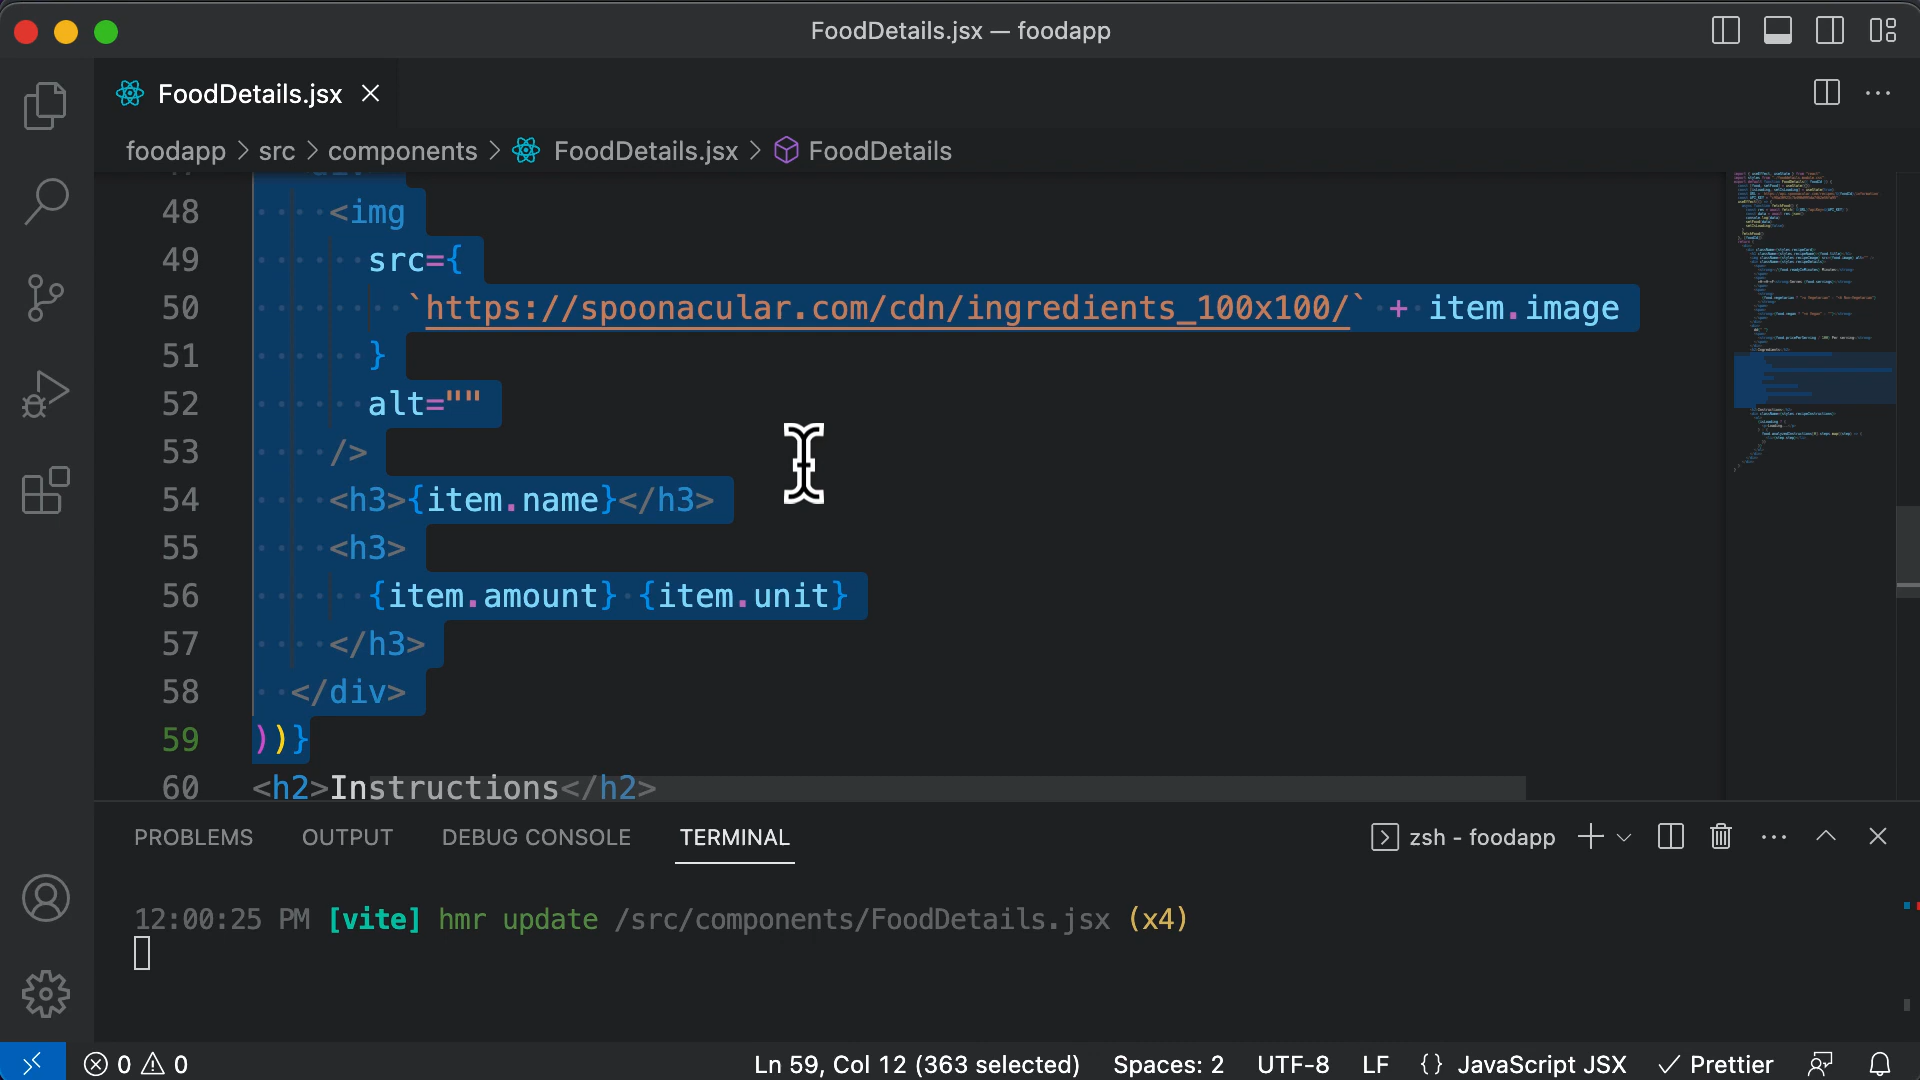 FoodDetails.jsx — foodapp
FoodDetails.jsx
foodapp > src > components > FoodDetails.jsx > FoodDetails
48 <img
49 src={
50 `https://spoonacular.com/cdn/ingredients_100x100/` + item.image
51 }
52 alt=""
53 />
54 <h3>{item.name}</h3>
55 <h3>
56 {item.amount} {item.unit}
57 </h3>
58 </div>
59 ))}
60 <h2>Instructions</h2>
PROBLEMS OUTPUT DEBUG CONSOLE TERMINAL zsh - foodapp
12:00:25 PM [vite] hmr update /src/components/FoodDetails.jsx (x4)
0 0 Ln 59, Col 12 (363 selected) Spaces: 2 UTF-8 LF {} JavaScript JSX Prettier